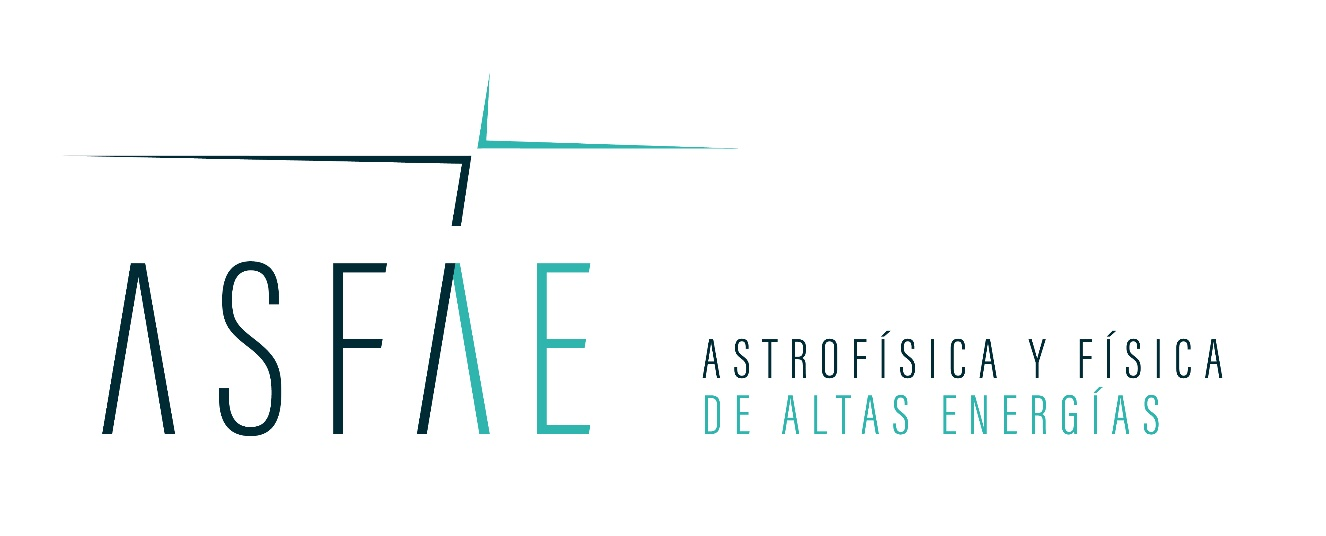 ASFAE
ASTROFÍSICA Y FÍSICA
DE ALTAS ENERGÍAS